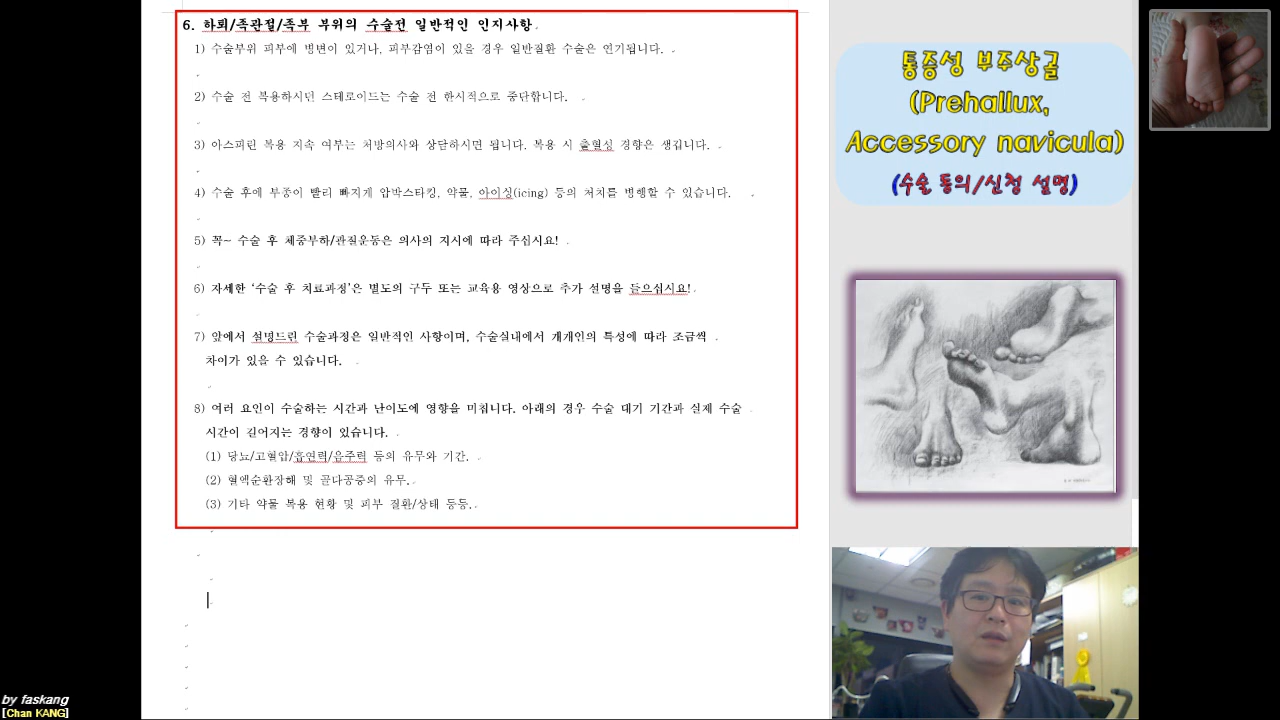 6. 하퇴/족관절/족부 부위의 수술전 일반적인 인지사항
1) 수술부위 피부에 병변이 있거나, 피부감염이 있을 경우 일반질환 수술은 연기됩니다.
2) 수술 전 복용하시던 스테로이드는 수술 전 한시적으로 중단합니다.
3) 아스피린 복용 지속 여부는 처방의사와 상담하시면 됩니다. 복용 시 출혈성 경향은 생깁니다.
4) 수술 후에 부종이 빨리 빠지게 압박스타킹, 약물, 아이싱(icing) 등의 처치를 병행할 수 있습니다.
5) 꼭~ 수술 후 체중부하/관절운동은 의사의 지시에 따라 주십시요!
6) 자세한 '수술 후 치료과정'은 별도의 구두 또는 교육용 영상으로 추가 설명을 들으십시요!
7) 앞에서 설명드린 수술과정은 일반적인 사항이며, 수술실내에서 개개인의 특성에 따라 조금씩
차이가 있을 수 있습니다.
8) 여러 요인이 수술하는 시간과 난이도에 영향을 미칩니다. 아래의 경우 수술 대기 기간과 실제 수술
시간이 길어지는 경향이 있습니다.
(1) 당뇨/고혈압/흡연력/음주력 등의 유무와 기간.
(2) 혈액순환장해 및 골다공증의 유무.
(3) 기타 약물 복용 현황 및 피부 질환/상태 등등.
통증성 부주상골
(Prehallux,
Accessory navicula)
(수술 동의/신청 설명)
by faskang
[Chan KANG]